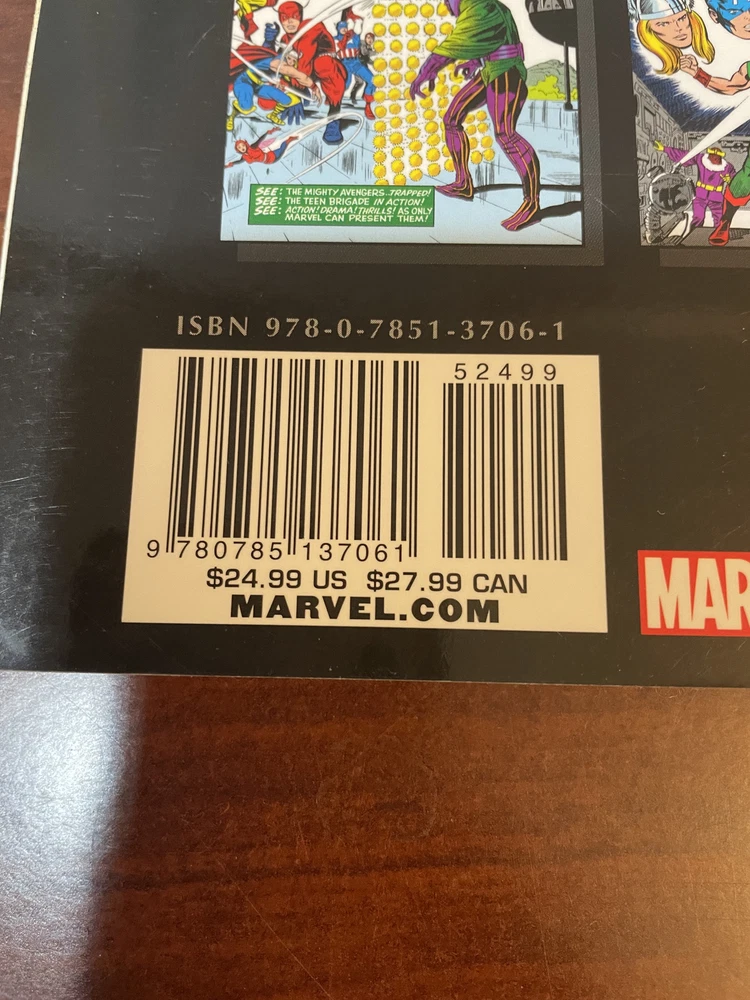 SEE: THE MIGHTY AVENGERS...TRAPPED!
SEE: THE TEEN BRIGADE IN ACTION!
SEE: ACTION! DRAMA! THRILLS! AS ONLY
MARVEL CAN PRESENT THEM!
ISBN 978-0-7851-3706-1
52499
9 780785 137061
$24.99 US $27.99 CAN
MARVEL.COM
MAR